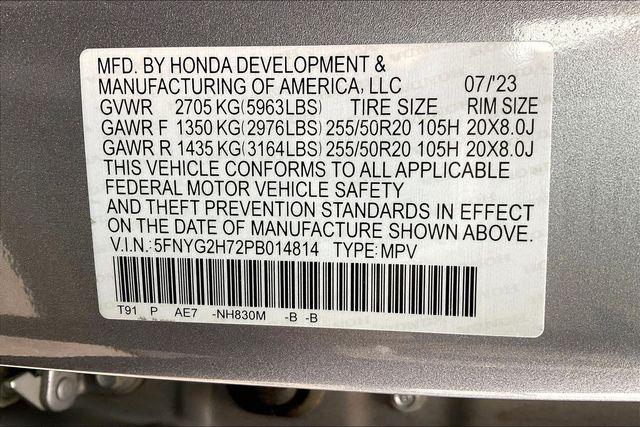 MFD. BY HONDA DEVELOPMENT &
MANUFACTURING OF AMERICA, LLC 07/'23
GVWR 2705 KG(5963LBS) TIRE SIZE RIM SIZE
GAWR F 1350 KG(2976LBS) 255/50R20 105H 20X8.0J
GAWR R 1435 KG(3164LBS) 255/50R20 105H 20X8.0J
THIS VEHICLE CONFORMS TO ALL APPLICABLE
FEDERAL MOTOR VEHICLE SAFETY
AND THEFT PREVENTION STANDARDS IN EFFECT
ON THE DATE OF MANUFACTURE SHOWN ABOVE.
V.I.N.:5FNYG2H72PB014814 TYPE:MPV
T91 P AE7 -NH830M -B -B